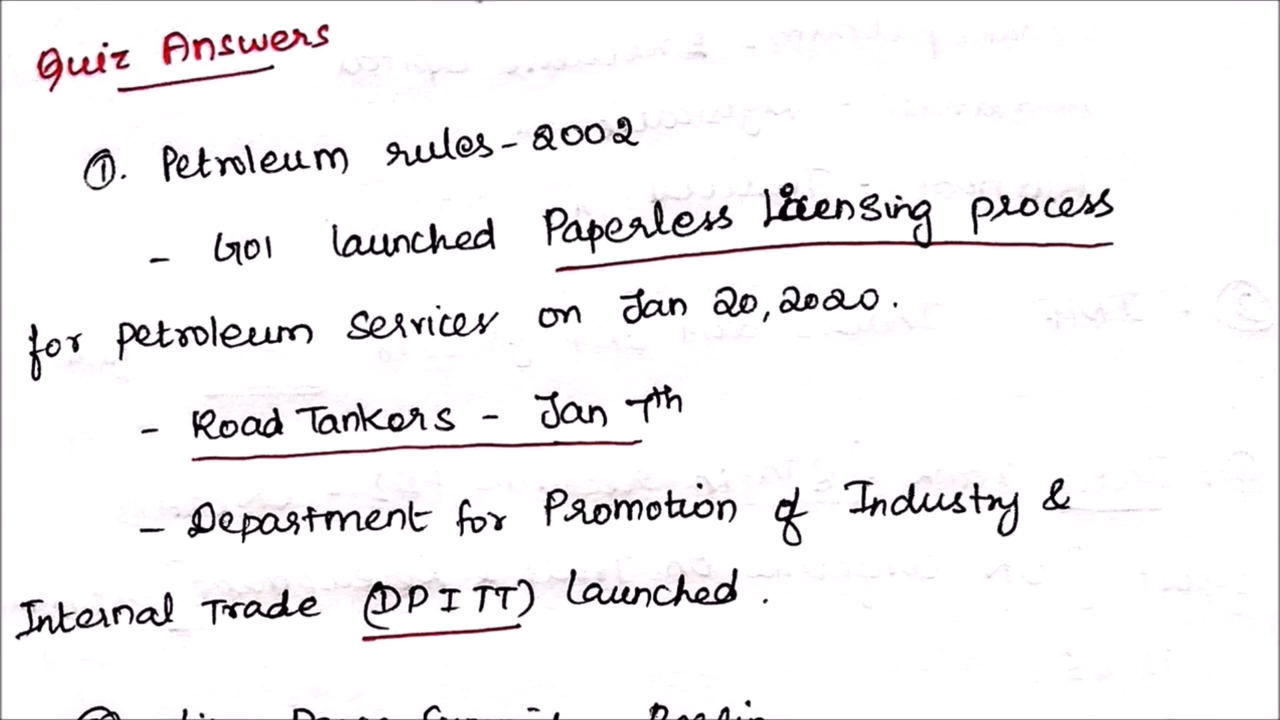 Quiz Answers
①. Petroleum rules - 2002
- GOI launched Paperless Licensing process
for petroleum services on Jan 20, 2020.
- Road Tankers - Jan 7th
- Department for Promotion of Industry &
Internal Trade (DPIIT) launched.